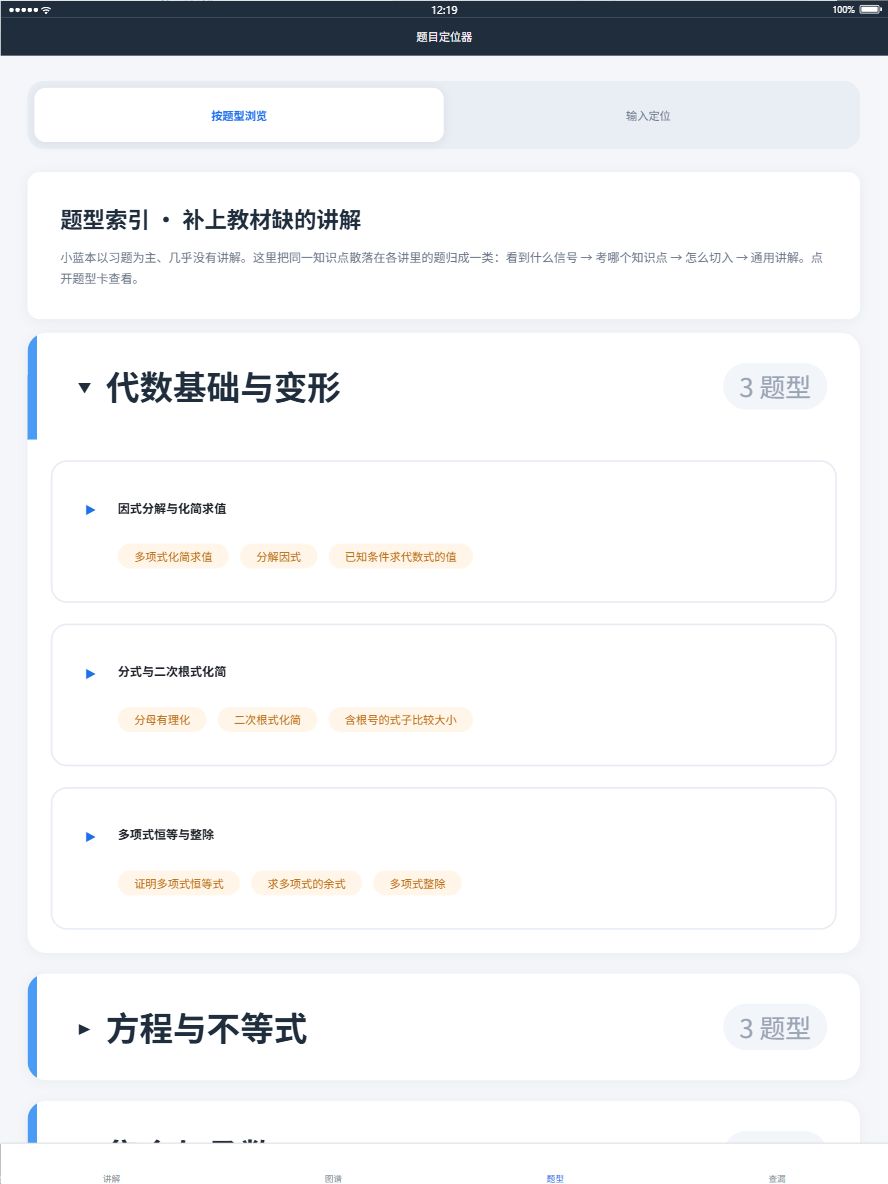 12:19
100%
题目定位器
按题型浏览
输入定位
题型索引 · 补上教材缺的讲解
小蓝本以习题为主、几乎没有讲解。这里把同一知识点散落在各讲里的题归成一类：看到什么信号 → 考哪个知识点 → 怎么切入 → 通用讲解。点
开题型卡查看。
代数基础与变形
3 题型
因式分解与化简求值
多项式化简求值 分解因式 已知条件求代数式的值
分式与二次根式化简
分母有理化 二次根式化简 含根号的式子比较大小
多项式恒等与整除
证明多项式恒等式 求多项式的余式 多项式整除
方程与不等式
3 题型
讲解 图谱 题型 查漏